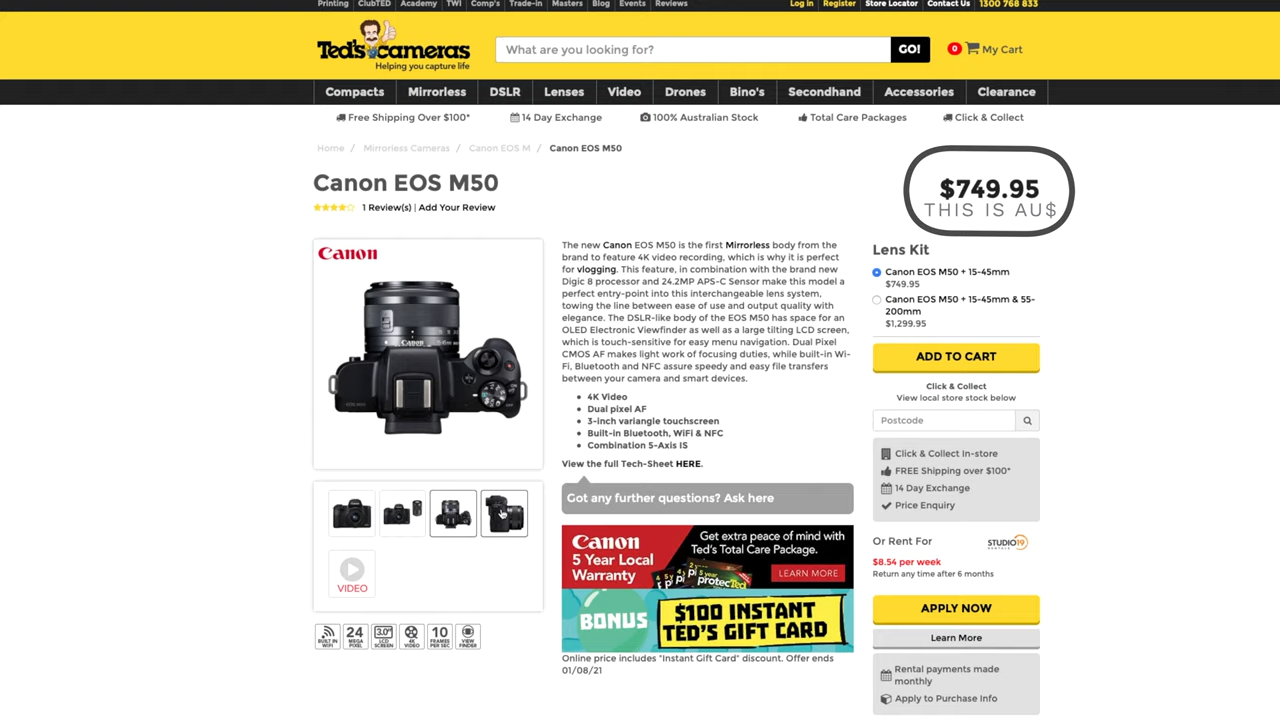 Printing ClubTED Academy TWI Comp's Trade-in Masters Blog Events Reviews Log in Register Store Locator Contact Us 1300 768 833
Ted's cameras
Helping you capture life
What are you looking for?
GO!
0 My Cart
Compacts Mirrorless DSLR Lenses Video Drones Bino's Secondhand Accessories Clearance
Free Shipping Over $100* 14 Day Exchange 100% Australian Stock Total Care Packages Click & Collect
Home / Mirrorless Cameras / Canon EOS M / Canon EOS M50
Canon EOS M50
1 Review(s) | Add Your Review
$749.95
THIS IS AU$
Canon
The new Canon EOS M50 is the first Mirrorless body from the
brand to feature 4K video recording, which is why it is perfect
for vlogging. This feature, in combination with the brand new
Digic 8 processor and 24.2MP APS-C Sensor make this model a
perfect entry-point into this interchangeable lens system,
towing the line between ease of use and output quality with
elegance. The DSLR-like body of the EOS M50 has space for an
OLED Electronic Viewfinder as well as a large tilting LCD screen,
which is touch-sensitive for easy menu navigation. Dual Pixel
CMOS AF makes light work of focusing duties, while built-in Wi-
Fi, Bluetooth and NFC assure speedy and easy file transfers
between your camera and smart devices.
4K Video
Dual pixel AF
3-inch variangle touchscreen
Built-in Bluetooth, WiFi & NFC
Combination 5-Axis IS
View the full Tech-Sheet HERE.
Got any further questions? Ask here
Canon
5 Year Local
Warranty
Get extra peace of mind with
Ted's Total Care Package.
LEARN MORE
BONUS
$100 INSTANT
TED'S GIFT CARD
Online price includes "Instant Gift Card" discount. Offer ends
01/08/21
VIDEO
BUILT IN
WIFI
24
MEGA
PIXEL
3.0"
LCD
SCREEN
4K
VIDEO
10
FRAMES
PER SEC
VIEW
FINDER
Lens Kit
Canon EOS M50 + 15-45mm
$749.95
Canon EOS M50 + 15-45mm & 55-
200mm
$1,299.95
ADD TO CART
Click & Collect
View local store stock below
Postcode
Click & Collect In-store
FREE Shipping over $100*
14 Day Exchange
Price Enquiry
Or Rent For
STUDIO19
RENTALS
$8.54 per week
Return any time after 6 months
APPLY NOW
Learn More
Rental payments made
monthly
Apply to Purchase Info